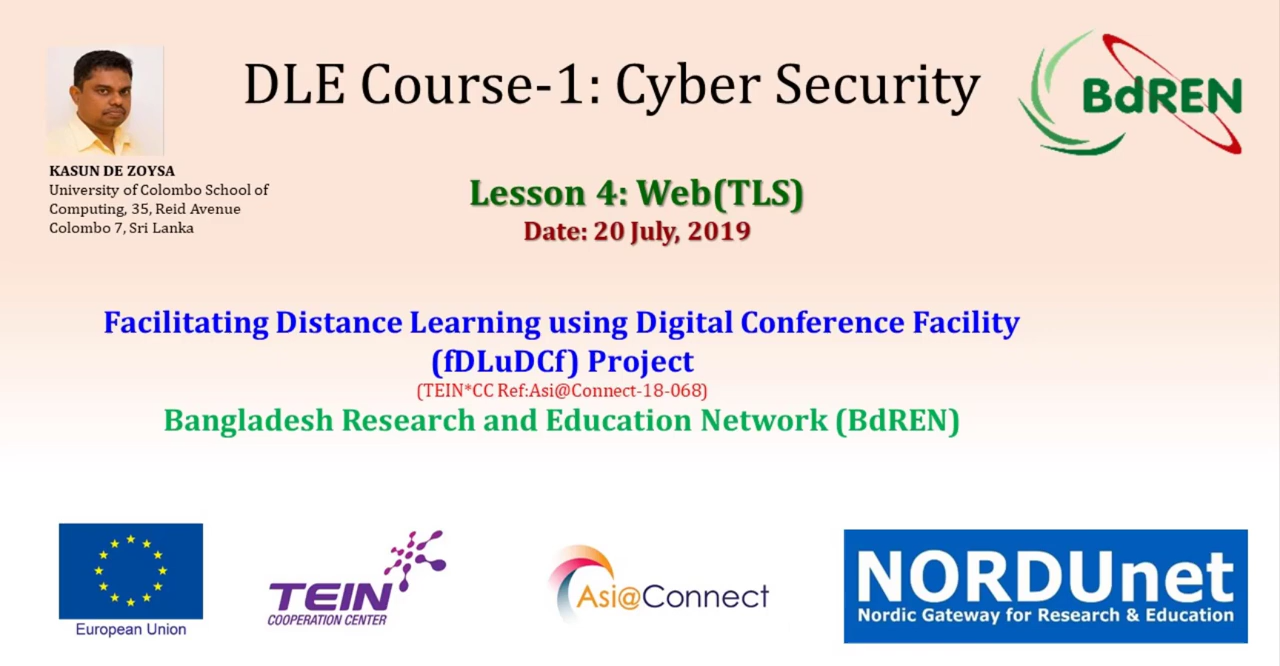 DLE Course-1: Cyber Security
BdREN
KASUN DE ZOYSA
University of Colombo School of
Computing, 35, Reid Avenue
Colombo 7, Sri Lanka
Lesson 4: Web(TLS)
Date: 20 July, 2019
Facilitating Distance Learning using Digital Conference Facility
(fDLuDCf) Project
(TEIN*CC Ref:Asi@Connect-18-068)
Bangladesh Research and Education Network (BdREN)
European Union
TEIN
COOPERATION CENTER
Asi@Connect
NORDUnet
Nordic Gateway for Research & Education